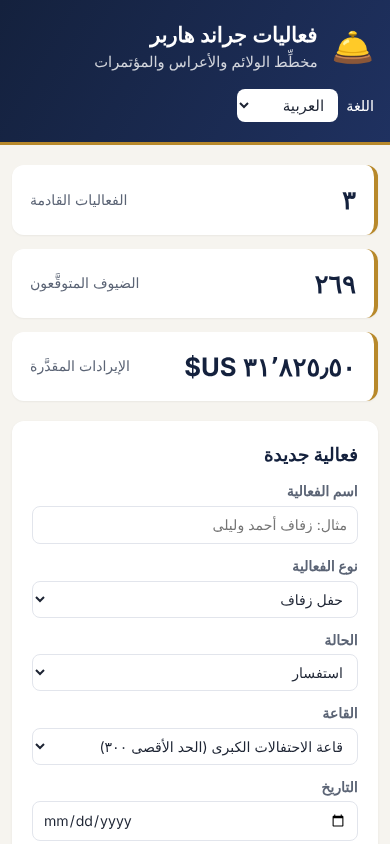 فعاليات جراند هاربر
مخطِّط الولائم والأعراس والمؤتمرات
اللغة
العربية
٣
الفعاليات القادمة
٢٦٩
الضيوف المتوقَّعون
٣١٬٨٢٥٫٥٠ US$
الإيرادات المقدَّرة
فعالية جديدة
اسم الفعالية
مثال: زفاف أحمد وليلى
نوع الفعالية
حفل زفاف
الحالة
استفسار
القاعة
قاعة الاحتفالات الكبرى (الحد الأقصى ٣٠٠)
التاريخ
mm/dd/yyyy